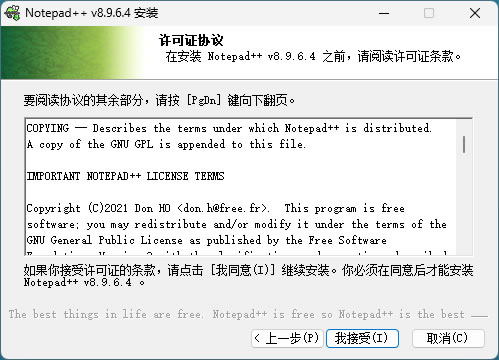 Notepad++ v8.9.6.4 安装
许可证协议
在安装 Notepad++ v8.9.6.4 之前，请阅读许可证条款。
要阅读协议的其余部分，请按 [PgDn] 键向下翻页。
COPYING —— Describes the terms under which Notepad++ is distributed.
A copy of the GNU GPL is appended to this file.
IMPORTANT NOTEPAD++ LICENSE TERMS
Copyright (C)2021 Don HO <don.h@free.fr>. This program is free
software; you may redistribute and/or modify it under the terms of the
GNU General Public License as published by the Free Software
如果你接受许可证的条款，请点击 [我同意(I)] 继续安装。你必须在同意后才能安装
Notepad++ v8.9.6.4 。
The best things in life are free. Notepad++ is free so Notepad++ is the best
< 上一步(P)
我接受(I)
取消(C)